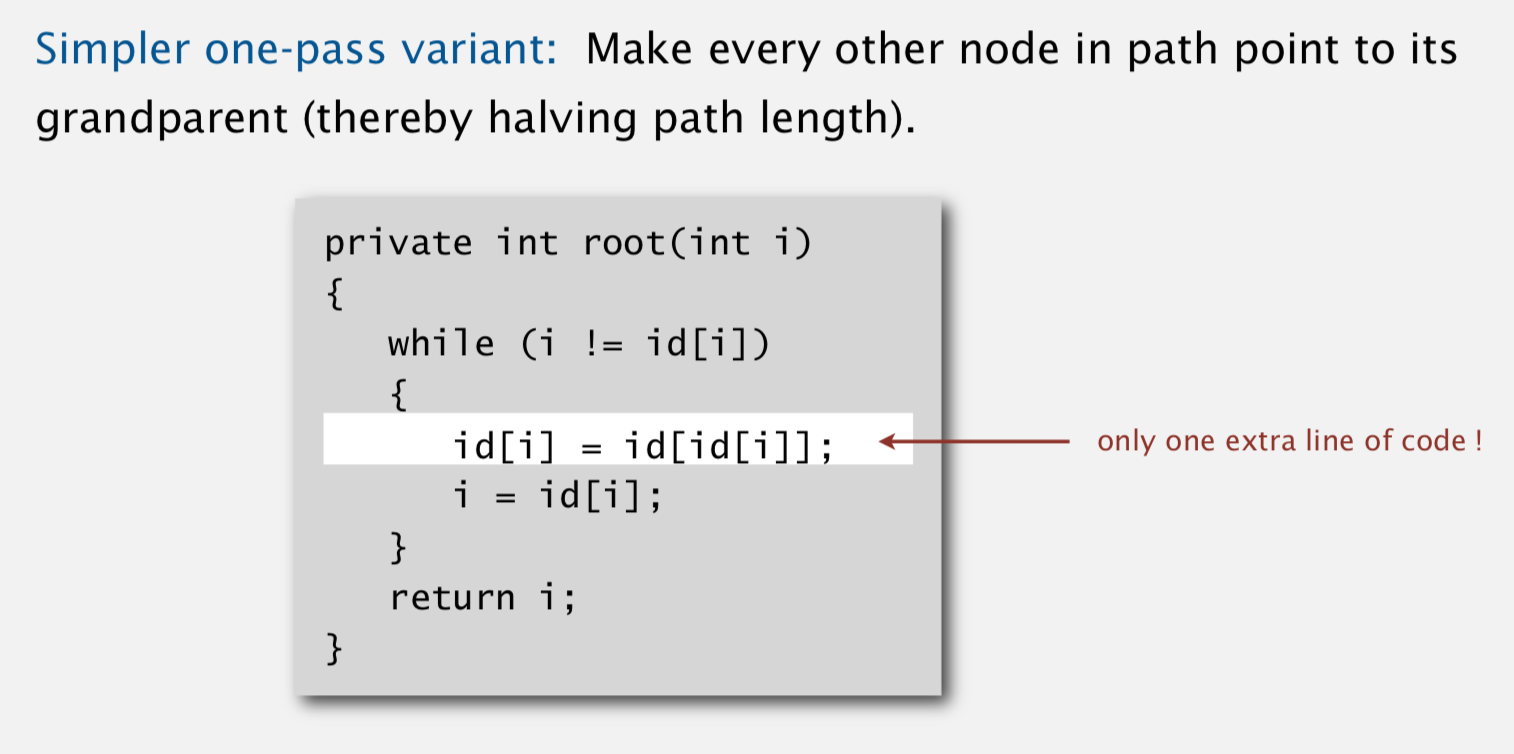 Simpler one-pass variant: Make every other node in path point to its
grandparent (thereby halving path length).
private int root(int i)
{
while (i != id[i])
{
id[i] = id[id[i]];
only one extra line of code !
i = id[i];
}
return i;
}